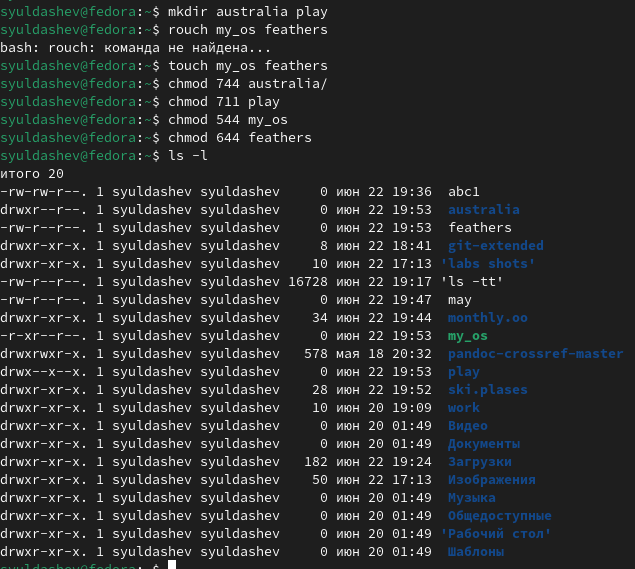 syuldashev@fedora:~$ mkdir australia play
syuldashev@fedora:~$ rouch my_os feathers
bash: rouch: команда не найдена...
syuldashev@fedora:~$ touch my_os feathers
syuldashev@fedora:~$ chmod 744 australia/
syuldashev@fedora:~$ chmod 711 play
syuldashev@fedora:~$ chmod 544 my_os
syuldashev@fedora:~$ chmod 644 feathers
syuldashev@fedora:~$ ls -l
итого 20
-rw-rw-r--. 1 syuldashev syuldashev     0 июн 22 19:36  abc1
drwxr--r--. 1 syuldashev syuldashev     0 июн 22 19:53  australia
-rw-r--r--. 1 syuldashev syuldashev     0 июн 22 19:53  feathers
drwxr-xr-x. 1 syuldashev syuldashev     8 июн 22 18:41  git-extended
drwxr-xr-x. 1 syuldashev syuldashev    10 июн 22 17:13 'labs shots'
-rw-r--r--. 1 syuldashev syuldashev 16728 июн 22 19:17 'ls -tt'
-rw-r--r--. 1 syuldashev syuldashev     0 июн 22 19:47  may
drwxr-xr-x. 1 syuldashev syuldashev    34 июн 22 19:44  monthly.oo
-r-xr--r--. 1 syuldashev syuldashev     0 июн 22 19:53  my_os
drwxrwxr-x. 1 syuldashev syuldashev   578 мая 18 20:32  pandoc-crossref-master
drwx--x--x. 1 syuldashev syuldashev     0 июн 22 19:53  play
drwxr-xr-x. 1 syuldashev syuldashev    28 июн 22 19:52  ski.plases
drwxr-xr-x. 1 syuldashev syuldashev    10 июн 20 19:09  work
drwxr-xr-x. 1 syuldashev syuldashev     0 июн 20 01:49  Видео
drwxr-xr-x. 1 syuldashev syuldashev     0 июн 20 01:49  Документы
drwxr-xr-x. 1 syuldashev syuldashev   182 июн 22 19:24  Загрузки
drwxr-xr-x. 1 syuldashev syuldashev    50 июн 22 17:13  Изображения
drwxr-xr-x. 1 syuldashev syuldashev     0 июн 20 01:49  Музыка
drwxr-xr-x. 1 syuldashev syuldashev     0 июн 20 01:49  Общедоступные
drwxr-xr-x. 1 syuldashev syuldashev     0 июн 20 01:49 'Рабочий стол'
drwxr-xr-x. 1 syuldashev syuldashev     0 июн 20 01:49  Шаблоны
syuldashev@fedora:~$